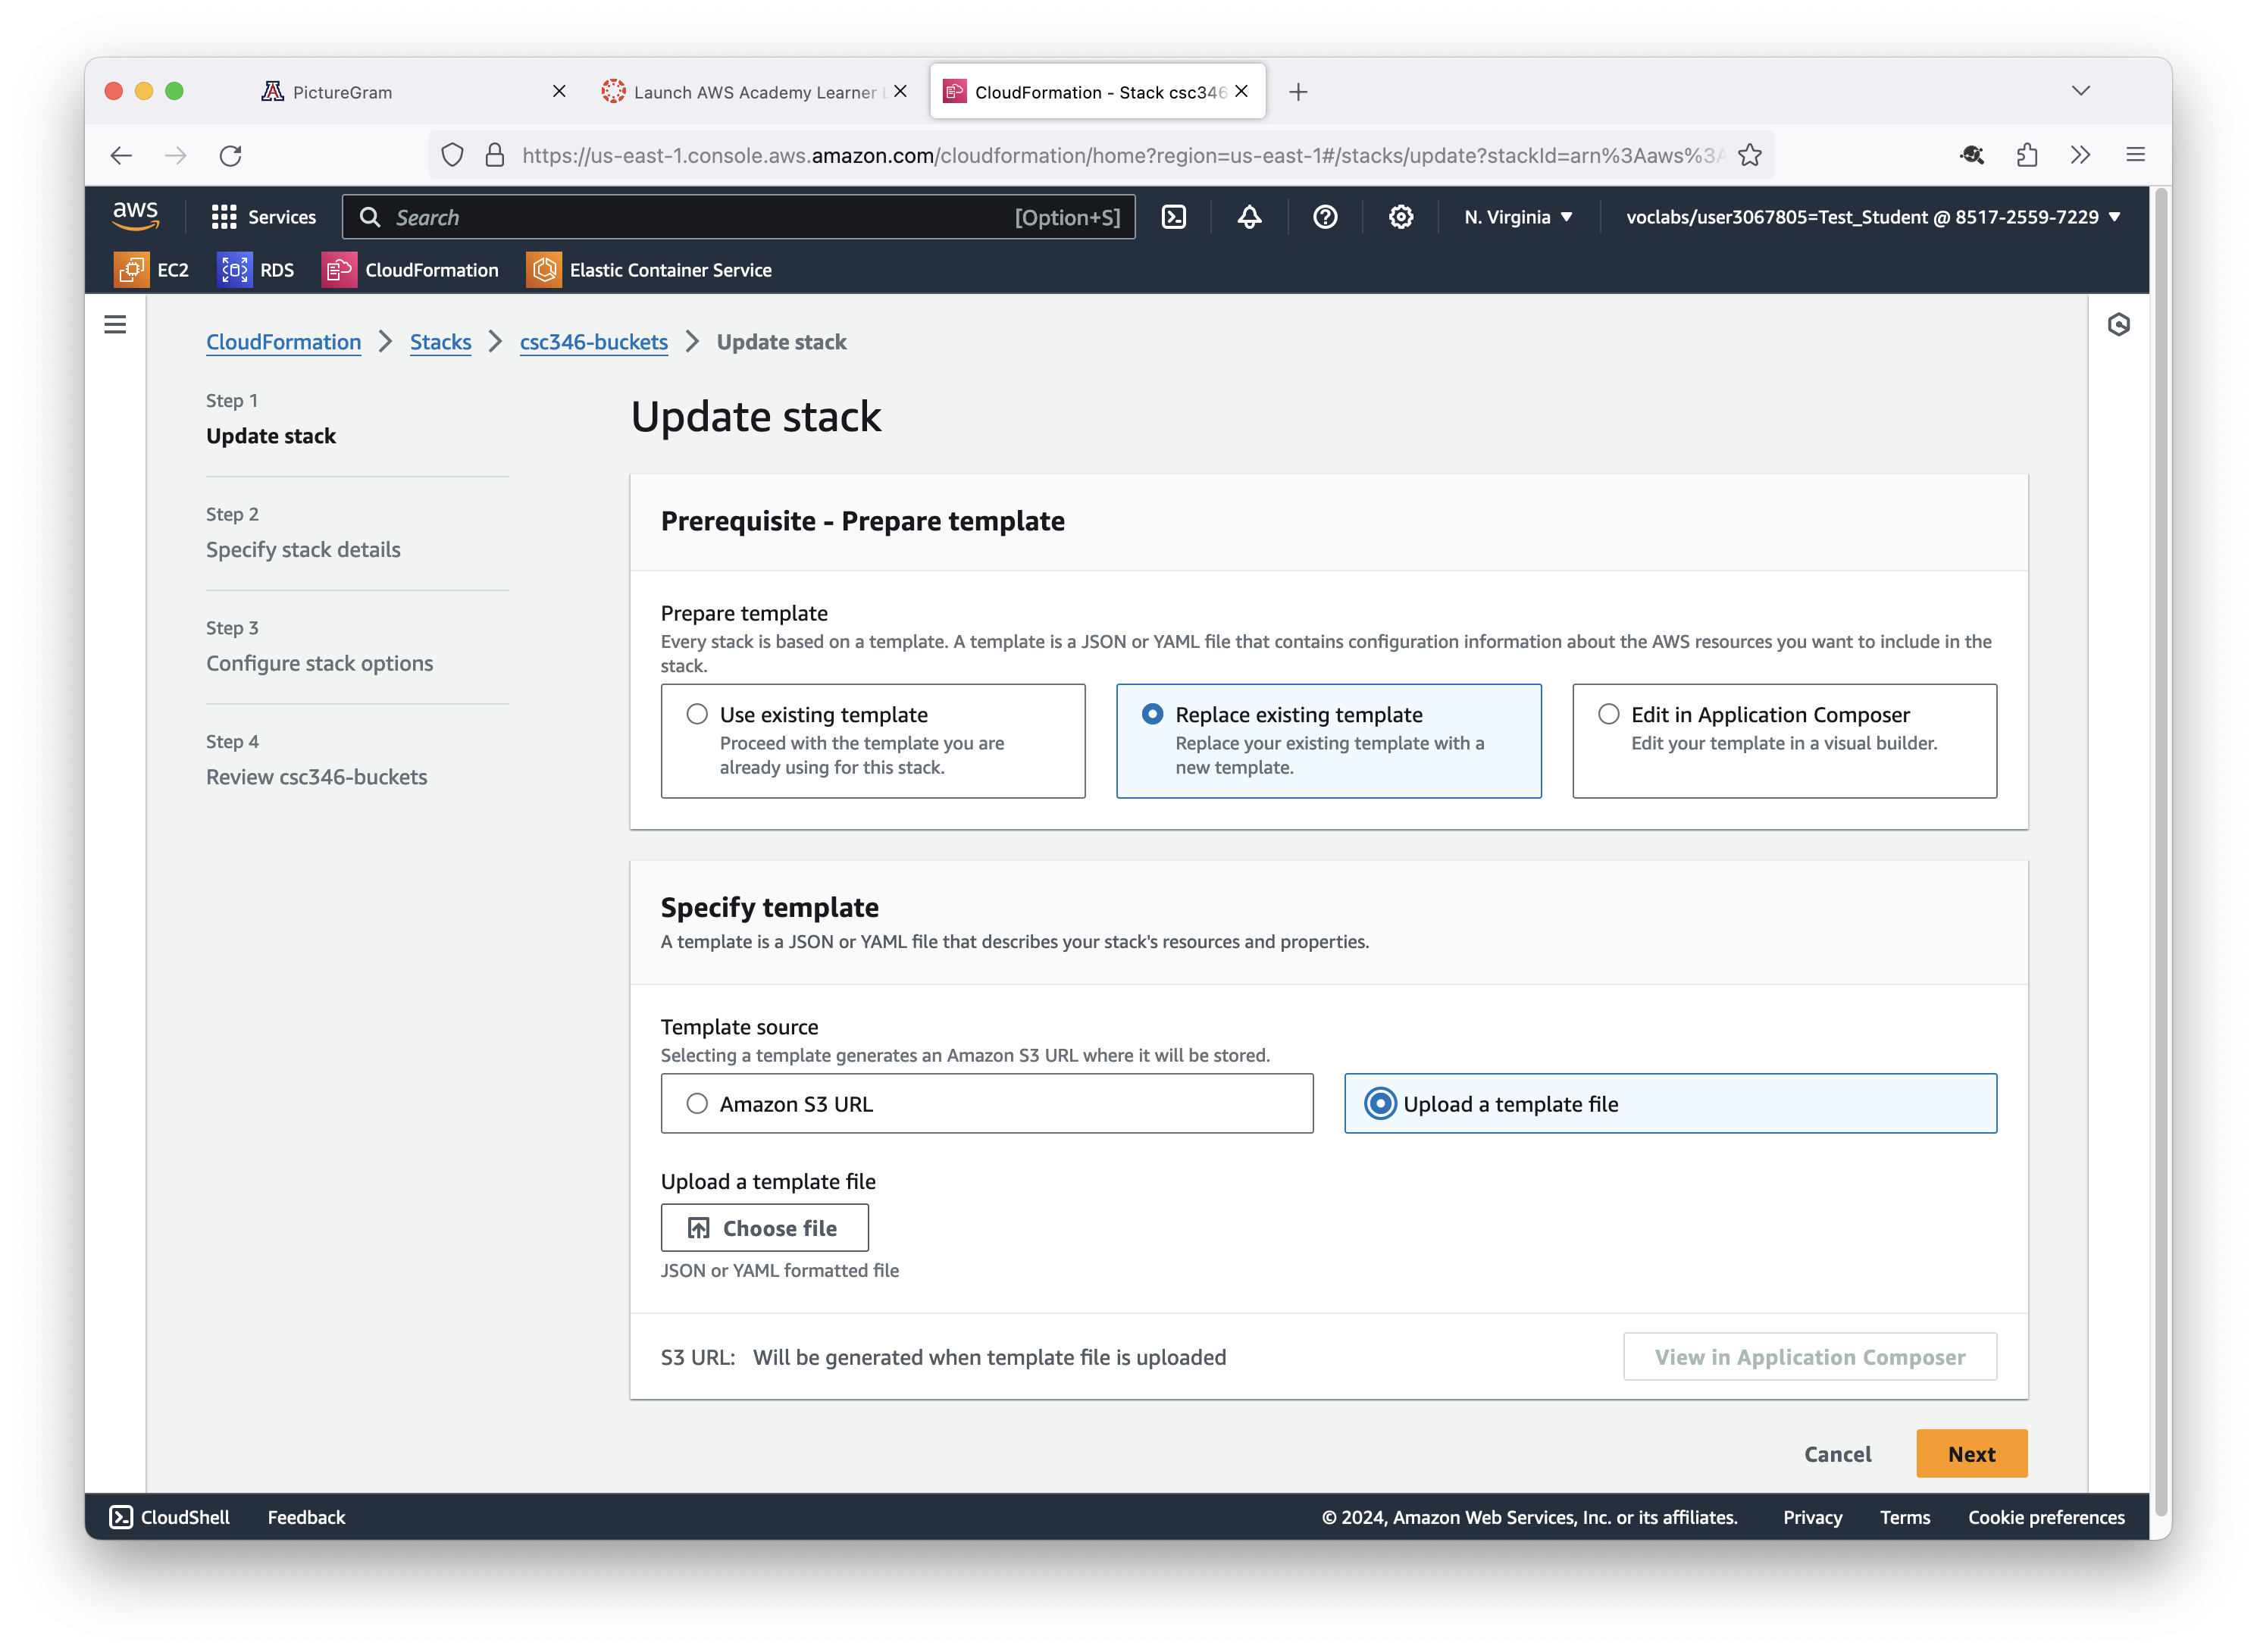 PictureGram
Launch AWS Academy Learner L
CloudFormation - Stack csc346
https://us-east-1.console.aws.amazon.com/cloudformation/home?region=us-east-1#/stacks/update?stackId=arn%3Aaws%3A
aws
Services
Search
[Option+S]
N. Virginia
voclabs/user3067805=Test_Student @ 8517-2559-7229
EC2
RDS
CloudFormation
Elastic Container Service
CloudFormation
Stacks
csc346-buckets
Update stack
Step 1
Update stack
Step 2
Specify stack details
Step 3
Configure stack options
Step 4
Review csc346-buckets
Update stack
Prerequisite - Prepare template
Prepare template
Every stack is based on a template. A template is a JSON or YAML file that contains configuration information about the AWS resources you want to include in the
stack.
Use existing template
Proceed with the template you are
already using for this stack.
Replace existing template
Replace your existing template with a
new template.
Edit in Application Composer
Edit your template in a visual builder.
Specify template
A template is a JSON or YAML file that describes your stack's resources and properties.
Template source
Selecting a template generates an Amazon S3 URL where it will be stored.
Amazon S3 URL
Upload a template file
Upload a template file
Choose file
JSON or YAML formatted file
S3 URL: Will be generated when template file is uploaded
View in Application Composer
Cancel
Next
CloudShell
Feedback
© 2024, Amazon Web Services, Inc. or its affiliates.
Privacy
Terms
Cookie preferences